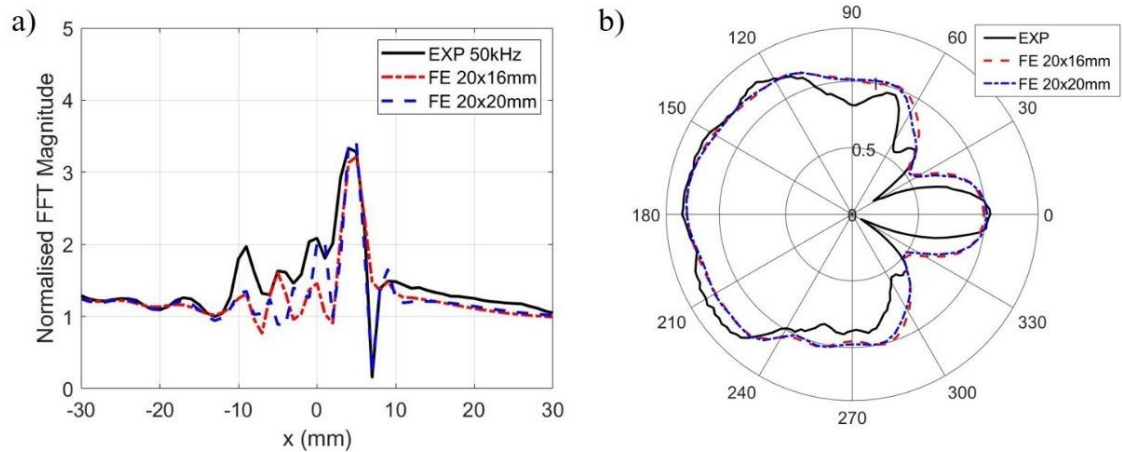 a)
5
4
3
2
1
0
Normalised FFT Magnitude
-30
-20
-10
0
10
20
30
x (mm)
EXP 50kHz
FE 20x16mm
FE 20x20mm
b)
90
60
30
0
330
300
270
240
210
180
150
120
1
0.5
0
EXP
FE 20x16mm
FE 20x20mm